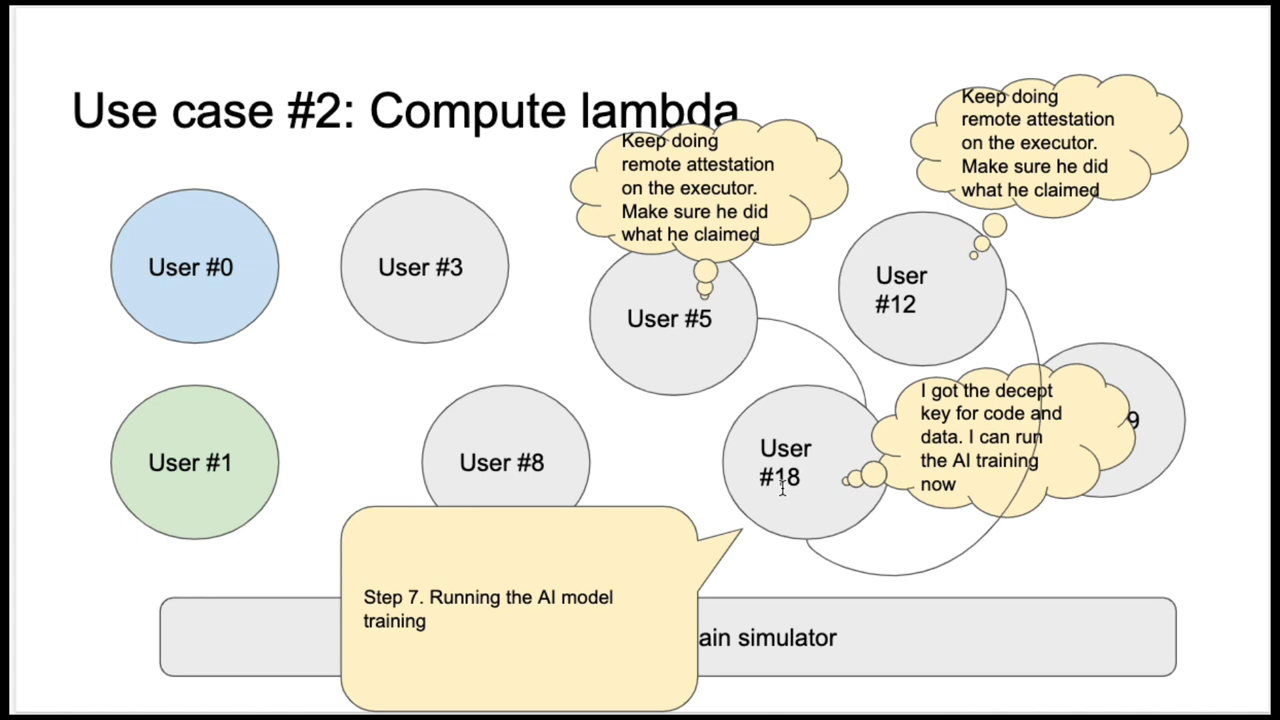 Use case #2: Compute lambda
Keep doing
remote attestation
on the executor.
Make sure he did
what he claimed
Keep doing
remote attestation
on the executor.
Make sure he did
what he claimed
User #0
User #3
User #5
User
#12
I got the decept
key for code and
data. I can run
the AI training
now
9
User #1
User #8
User
#18
Step 7. Running the AI model
training
ain simulator